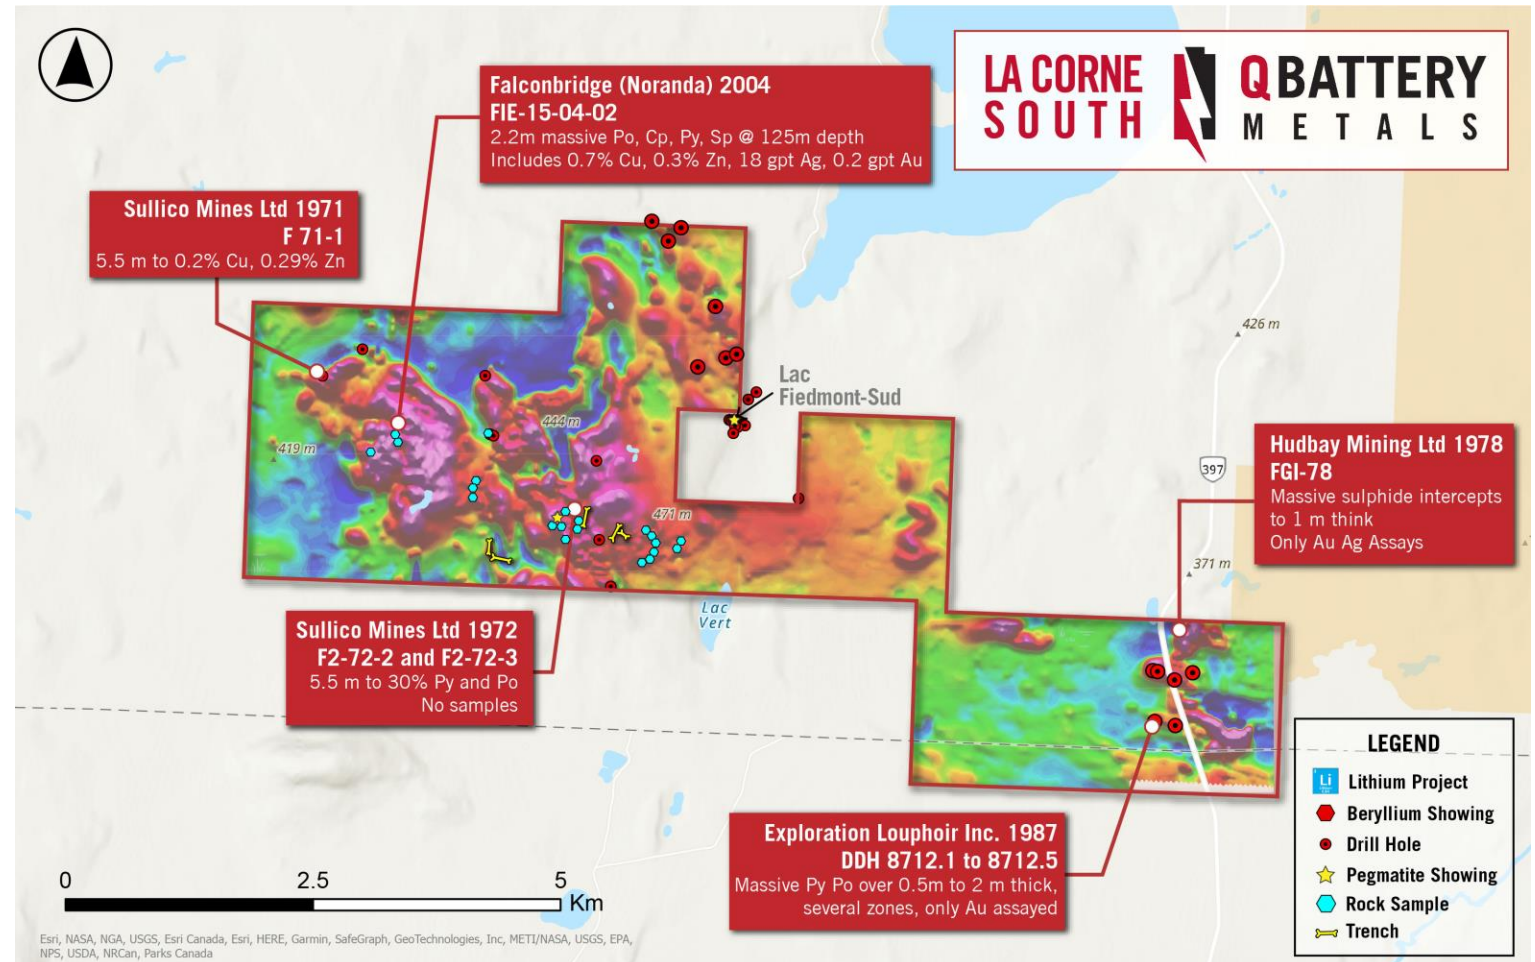 LA CORNE
SOUTH
QBATTERY
METALS
Falconbridge (Noranda) 2004
FIE-15-04-02
2.2m massive Po, Cp, Py, Sp @ 125m depth
Includes 0.7% Cu, 0.3% Zn, 18 gpt Ag, 0.2 gpt Au
Sullico Mines Ltd 1971
F 71-1
5.5 m to 0.2% Cu, 0.29% Zn
426 m
Lac
Fiedmont-Sud
444 m
419 m
397
Hudbay Mining Ltd 1978
FGI-78
Massive sulphide intercepts
to 1 m think
Only Au Ag Assays
471 m
371 m
Lac
Vert
Sullico Mines Ltd 1972
F2-72-2 and F2-72-3
5.5 m to 30% Py and Po
No samples
Exploration Louphoir Inc. 1987
DDH 8712.1 to 8712.5
Massive Py Po over 0.5m to 2 m thick,
several zones, only Au assayed
LEGEND
Li
Lithium Project
Beryllium Showing
Drill Hole
Pegmatite Showing
Rock Sample
Trench
0 2.5 5
Km
Esri, NASA, NGA, USGS, Esri Canada, Esri, HERE, Garmin, SafeGraph, GeoTechnologies, Inc, METI/NASA, USGS, EPA,
NPS, USDA, NRCan, Parks Canada